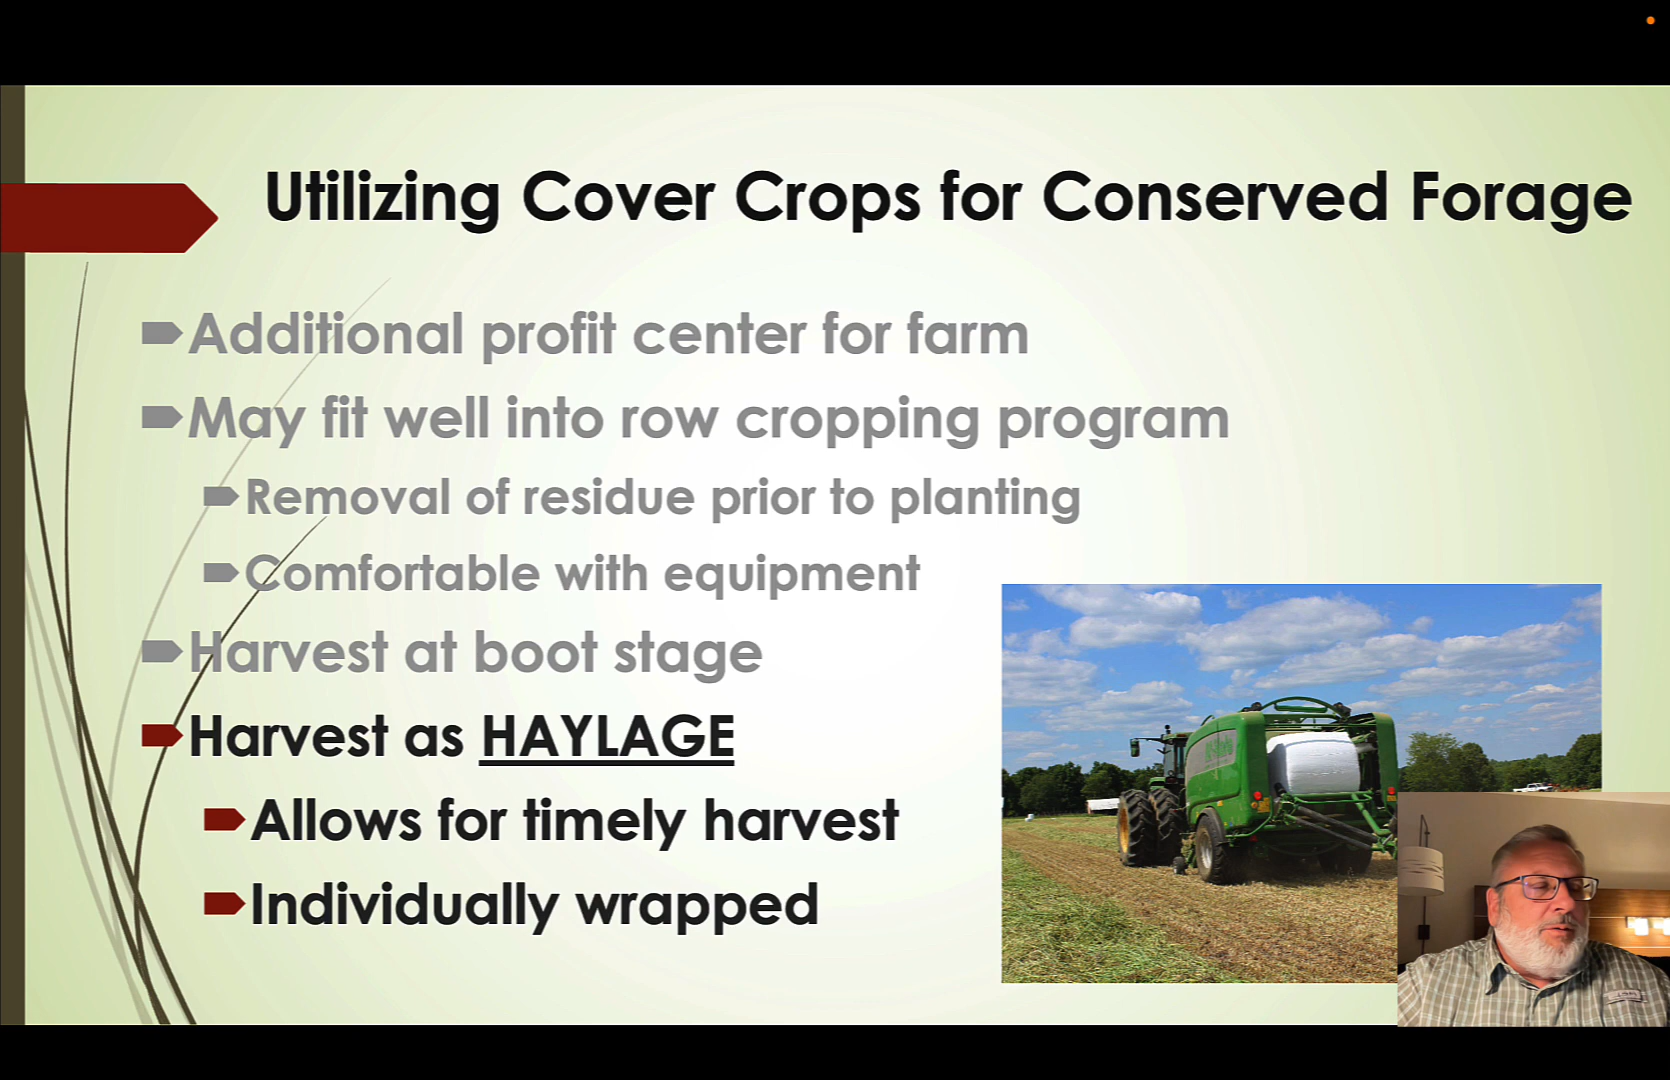 Utilizing Cover Crops for Conserved Forage
Additional profit center for farm
May fit well into row cropping program
Removal of residue prior to planting
Comfortable with equipment
Harvest at boot stage
Harvest as HAYLAGE
Allows for timely harvest
Individually wrapped